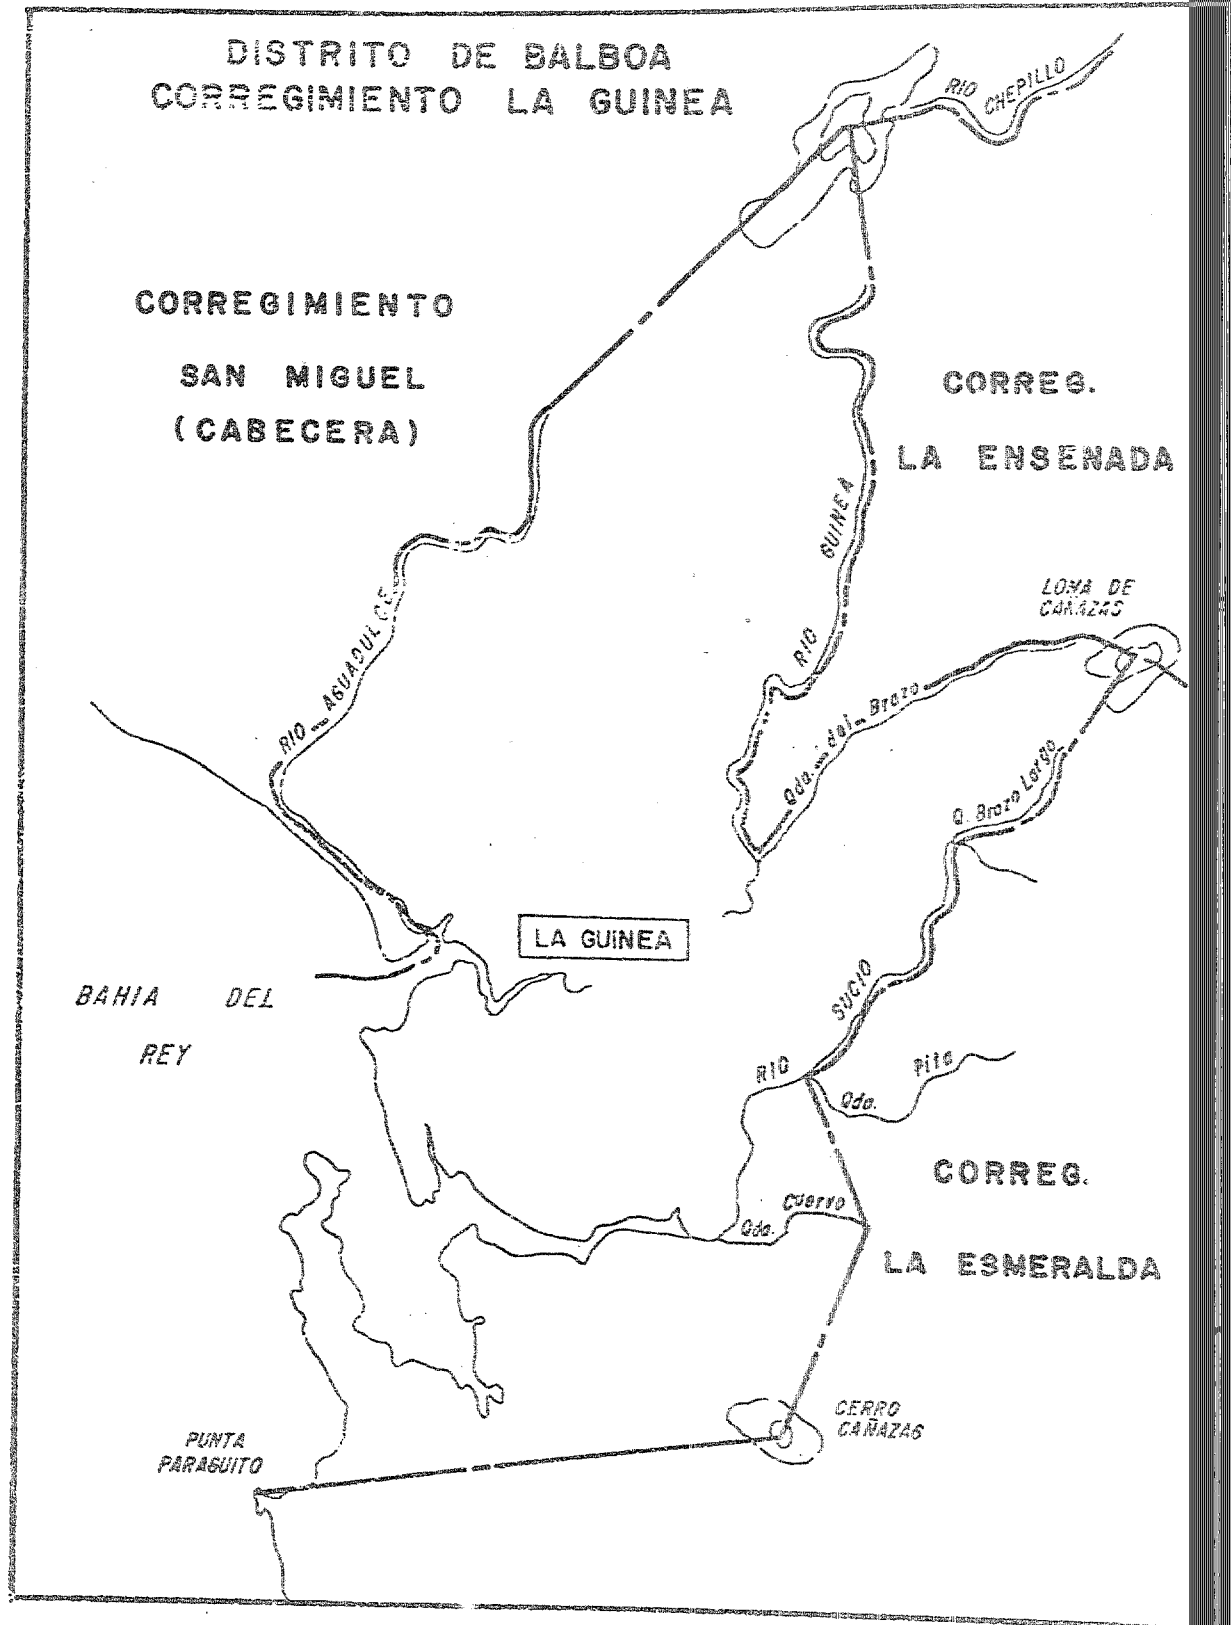 DISTRITO DE BALBOA
CORREGIMIENTO LA GUINEA
RIO CHEPILLO
CORREGIMIENTO
SAN MIGUEL
(CABECERA)
CORREG.
LA ENSENADA
RIO GUINEA
LOMA DE
CAÑAZAS
RIO AGUADULCE
Qda. del Brazo
Q. Brazo Largo
LA GUINEA
BAHIA DEL
REY
RIO SUCIO
Qda. Pita
CORREG.
LA ESMERALDA
Qda. Cuervo
CERRO
CAÑAZAS
PUNTA
PARAGUITO